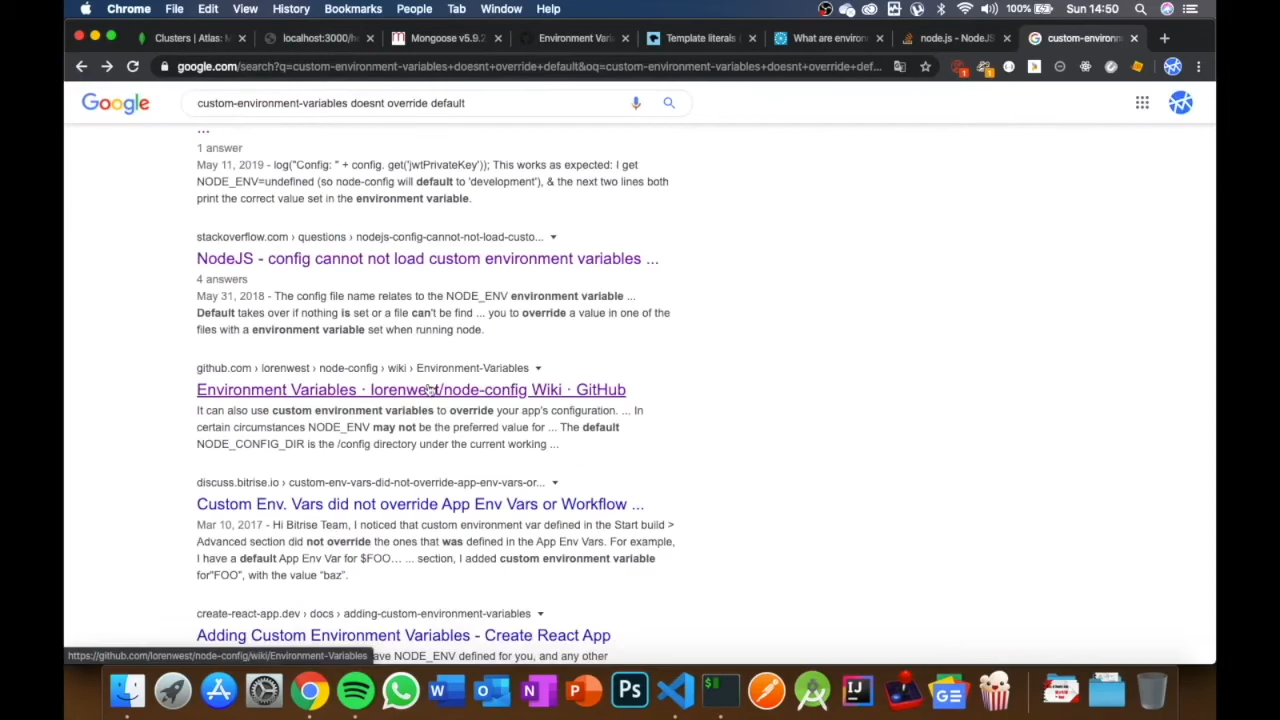 Chrome File Edit View History Bookmarks People Tab Window Help 100% Sun 14:50
Clusters | Atlas: M localhost:3000/h Mongoose v5.9.2 Environment Vari Template literals What are environ node.js - NodeJS custom-environm
google.com/search?q=custom-environment-variables+doesnt+override+default&oq=custom-environment-variables+doesnt+override+def...
Google custom-environment-variables doesnt override default
...
1 answer
May 11, 2019 - log("Config: " + config. get('jwtPrivateKey')); This works as expected: I get
NODE_ENV=undefined (so node-config will default to 'development'), & the next two lines both
print the correct value set in the environment variable.
stackoverflow.com › questions › nodejs-config-cannot-not-load-custo...
NodeJS - config cannot not load custom environment variables ...
4 answers
May 31, 2018 - The config file name relates to the NODE_ENV environment variable ...
Default takes over if nothing is set or a file can't be find ... you to override a value in one of the
files with a environment variable set when running node.
github.com › lorenwest › node-config › wiki › Environment-Variables
Environment Variables · lorenwest/node-config Wiki · GitHub
It can also use custom environment variables to override your app's configuration. ... In
certain circumstances NODE_ENV may not be the preferred value for ... The default
NODE_CONFIG_DIR is the /config directory under the current working ...
discuss.bitrise.io › custom-env-vars-did-not-override-app-env-vars-or...
Custom Env. Vars did not override App Env Vars or Workflow ...
Mar 10, 2017 - Hi Bitrise Team, I noticed that custom environment var defined in the Start build >
Advanced section did not override the ones that was defined in the App Env Vars. For example,
I have a default App Env Var for $FOO… ... section, I added custom environment variable
for"FOO", with the value "baz".
create-react-app.dev › docs › adding-custom-environment-variables
Adding Custom Environment Variables - Create React App
https://github.com/lorenwest/node-config/wiki/Environment-Variables ave NODE_ENV defined for you, and any other